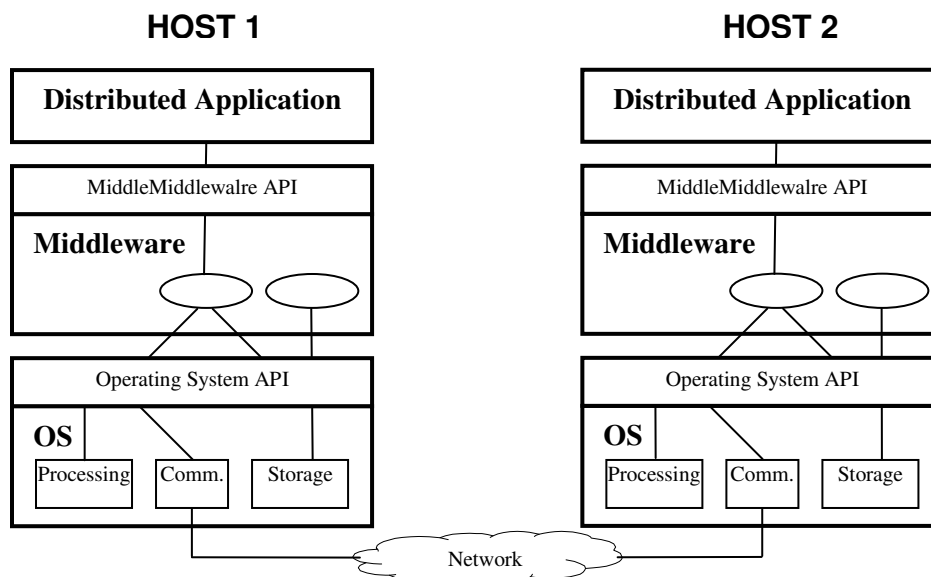 HOST 1
HOST 2
Distributed Application
Distributed Application
MiddleMiddlewalre API
MiddleMiddlewalre API
Middleware
Middleware
Operating System API
Operating System API
OS
OS
Processing
Comm.
Storage
Processing
Comm.
Storage
Network